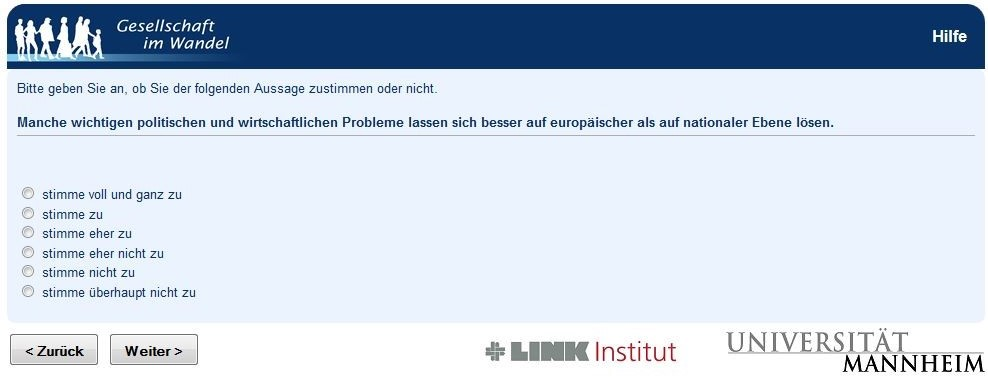 Gesellschaft
im Wandel
Hilfe
Bitte geben Sie an, ob Sie der folgenden Aussage zustimmen oder nicht.
Manche wichtigen politischen und wirtschaftlichen Probleme lassen sich besser auf europäischer als auf nationaler Ebene lösen.
stimme voll und ganz zu
stimme zu
stimme eher zu
stimme eher nicht zu
stimme nicht zu
stimme überhaupt nicht zu
< Zurück
Weiter >
LINK Institut
UNIVERSITÄT
MANNHEIM